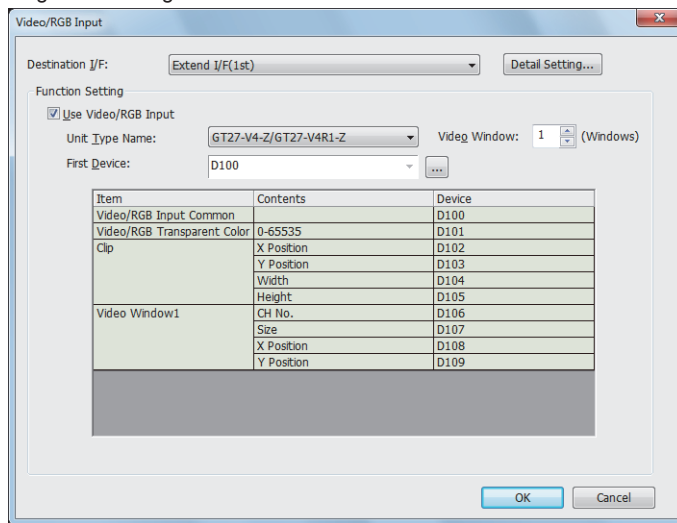 Video/RGB Input
Destination I/F: Extend I/F(1st) Detail Setting...
Function Setting
Use Video/RGB Input
Unit Type Name: GT27-V4-Z/GT27-V4R1-Z Video Window: 1 (Windows)
First Device: D100 ...
Item Contents Device
Video/RGB Input Common D100
Video/RGB Transparent Color 0-65535 D101
Clip X Position D102
Y Position D103
Width D104
Height D105
Video Window1 CH No. D106
Size D107
X Position D108
Y Position D109
OK Cancel